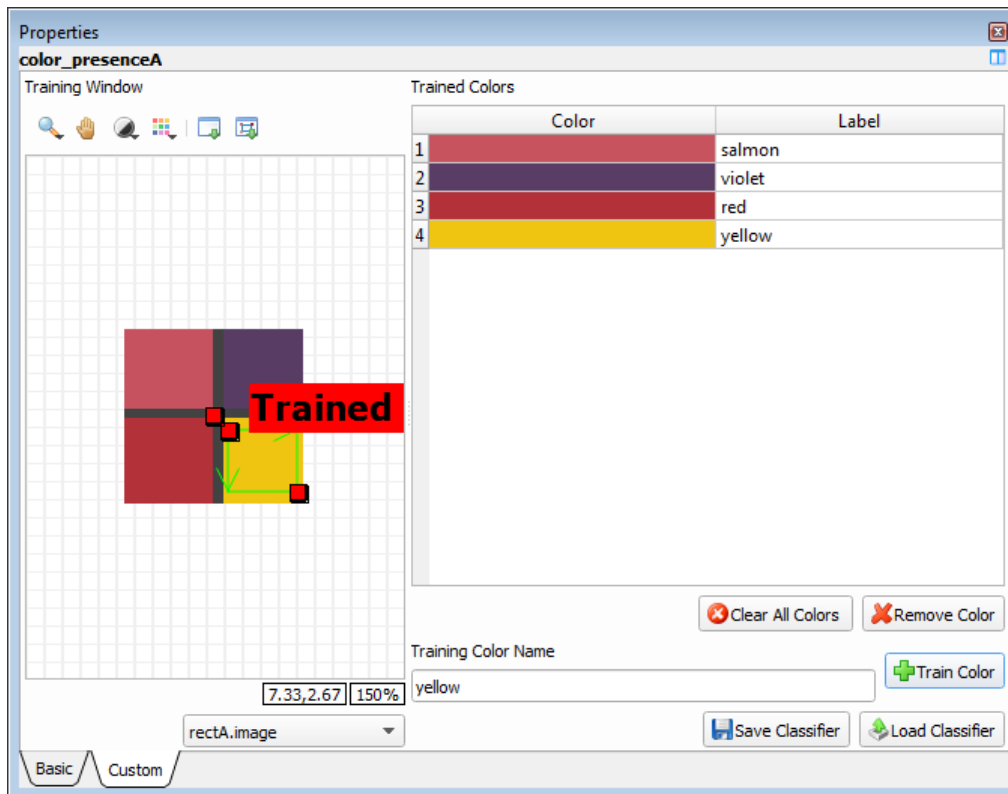 Properties
color_presenceA
Training Window
Trained Colors
Color Label
1 salmon
2 violet
3 red
4 yellow
Trained
Clear All Colors Remove Color
Training Color Name
yellow
Train Color
7.33,2.67 150%
rectA.image
Save Classifier Load Classifier
Basic Custom